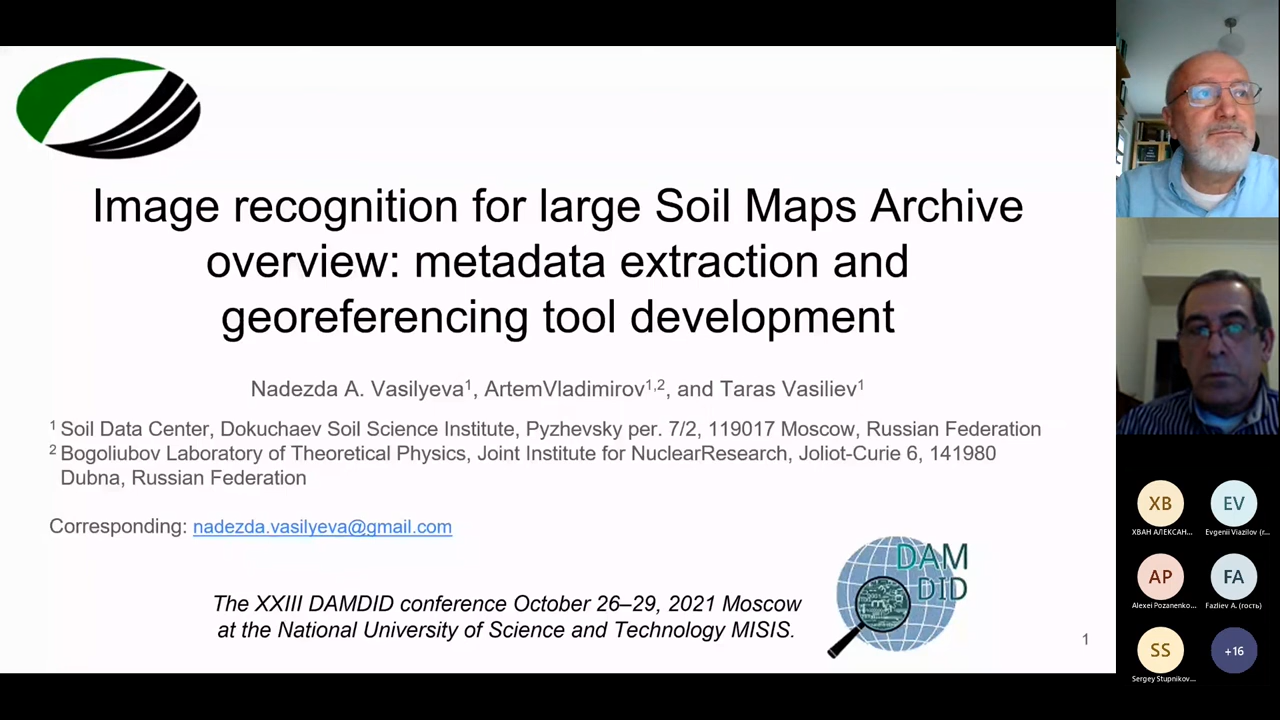 Image recognition for large Soil Maps Archive
overview: metadata extraction and
georeferencing tool development
Nadezda A. Vasilyeva¹, ArtemVladimirov¹,², and Taras Vasiliev¹
¹ Soil Data Center, Dokuchaev Soil Science Institute, Pyzhevsky per. 7/2, 119017 Moscow, Russian Federation
² Bogoliubov Laboratory of Theoretical Physics, Joint Institute for NuclearResearch, Joliot-Curie 6, 141980
Dubna, Russian Federation
Corresponding: nadezda.vasilyeva@gmail.com
The XXIII DAMDID conference October 26–29, 2021 Moscow
at the National University of Science and Technology MISIS.
DAM
DID
1
ХВ
EV
ХВАН АЛЕКСАН...
Evgenii Viazilov (г...
AP
FA
Alexei Pozanenko...
Fazliev A. (гость)
SS
+16
Sergey Stupnikov...